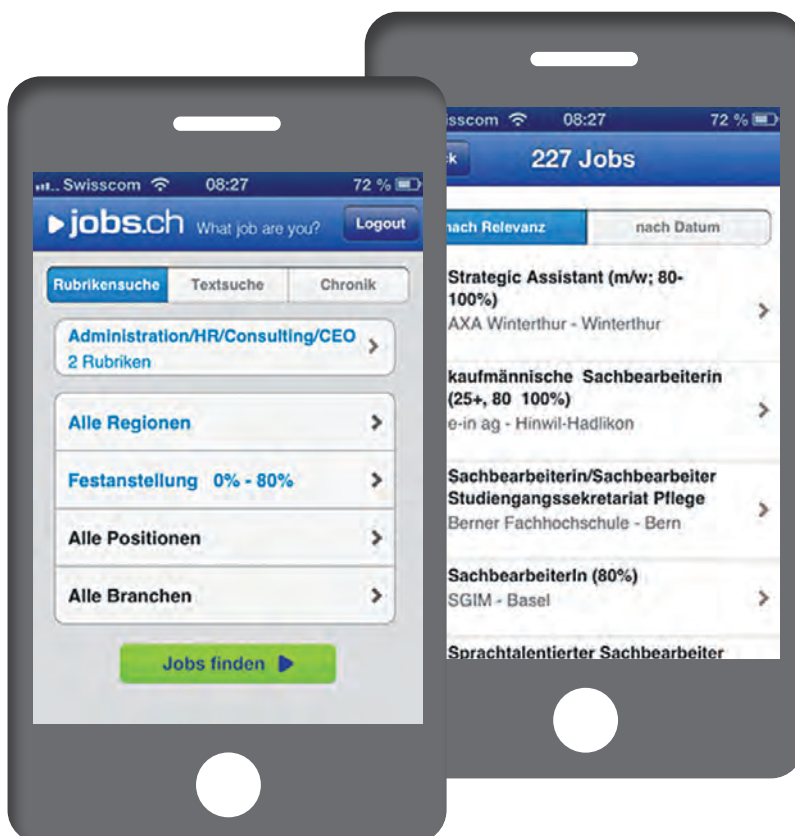 Swisscom 08:27 72 %
jobs.ch What job are you? Logout
Rubrikensuche Textsuche Chronik
Administration/HR/Consulting/CEO
2 Rubriken
Alle Regionen
Festanstellung 0% - 80%
Alle Positionen
Alle Branchen
Jobs finden
isscom 08:27 72 %
ck 227 Jobs
nach Relevanz nach Datum
Strategic Assistant (m/w; 80-
100%)
AXA Winterthur - Winterthur
kaufmännische Sachbearbeiterin
(25+, 80 100%)
e-in ag - Hinwil-Hadlikon
Sachbearbeiterin/Sachbearbeiter
Studiengangssekretariat Pflege
Berner Fachhochschule - Bern
SachbearbeiterIn (80%)
SGIM - Basel
Sprachtalentierter Sachbearbeiter